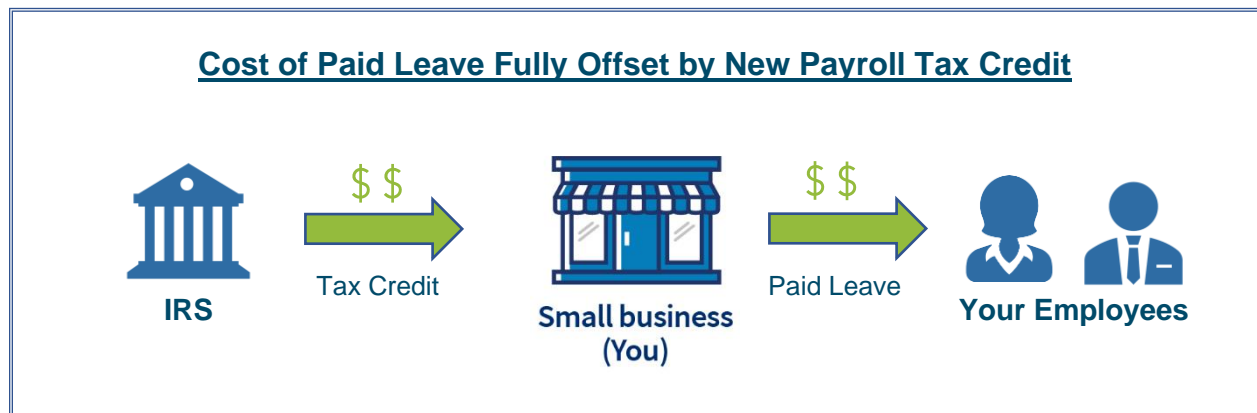 Cost of Paid Leave Fully Offset by New Payroll Tax Credit
$ $
$ $
Tax Credit
Paid Leave
IRS
Small business
(You)
Your Employees